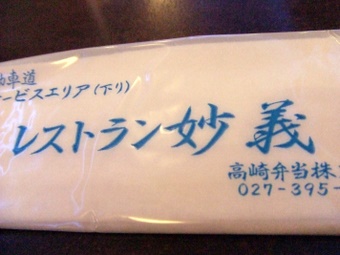 動車道
ービスエリア(下り)
レストラン妙義
高崎弁当株
027-395-